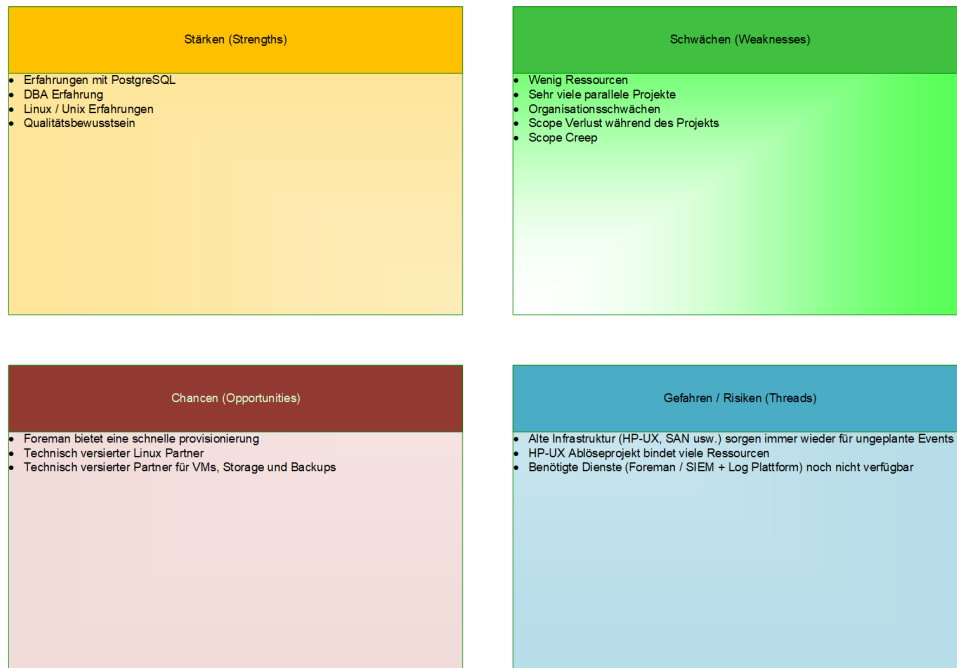 Stärken (Strengths)
• Erfahrungen mit PostgreSQL
• DBA Erfahrung
• Linux / Unix Erfahrungen
• Qualitätsbewusstsein
Schwächen (Weaknesses)
• Wenig Ressourcen
• Sehr viele parallele Projekte
• Organisationsschwächen
• Scope Verlust während des Projekts
• Scope Creep
Chancen (Opportunities)
• Foreman bietet eine schnelle provisionierung
• Technisch versierter Linux Partner
• Technisch versierter Partner für VMs, Storage und Backups
Gefahren / Risiken (Threads)
• Alte Infrastruktur (HP-UX, SAN usw.) sorgen immer wieder für ungeplante Events
• HP-UX Ablöseprojekt bindet viele Ressourcen
• Benötigte Dienste (Foreman / SIEM + Log Plattform) noch nicht verfügbar